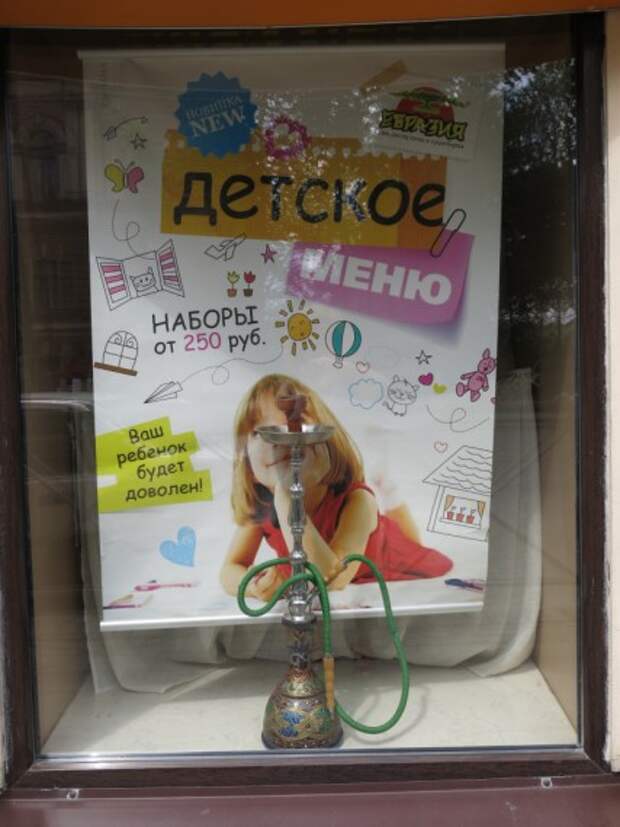 НОВИНКА
NEW
ЕВРАЗИЯ
детское
МЕНЮ
НАБОРЫ
от 250 руб.
Ваш
ребенок
будет
доволен!